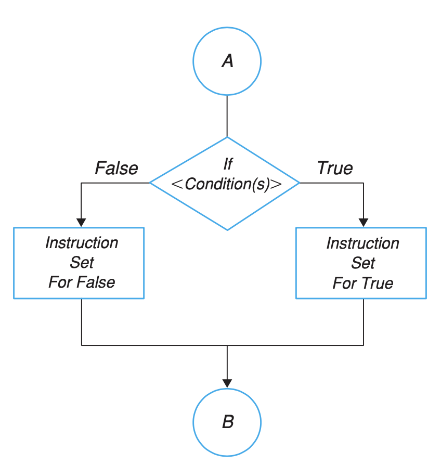 A
If
<Condition(s)>
False
True
Instruction
Set
For False
Instruction
Set
For True
B